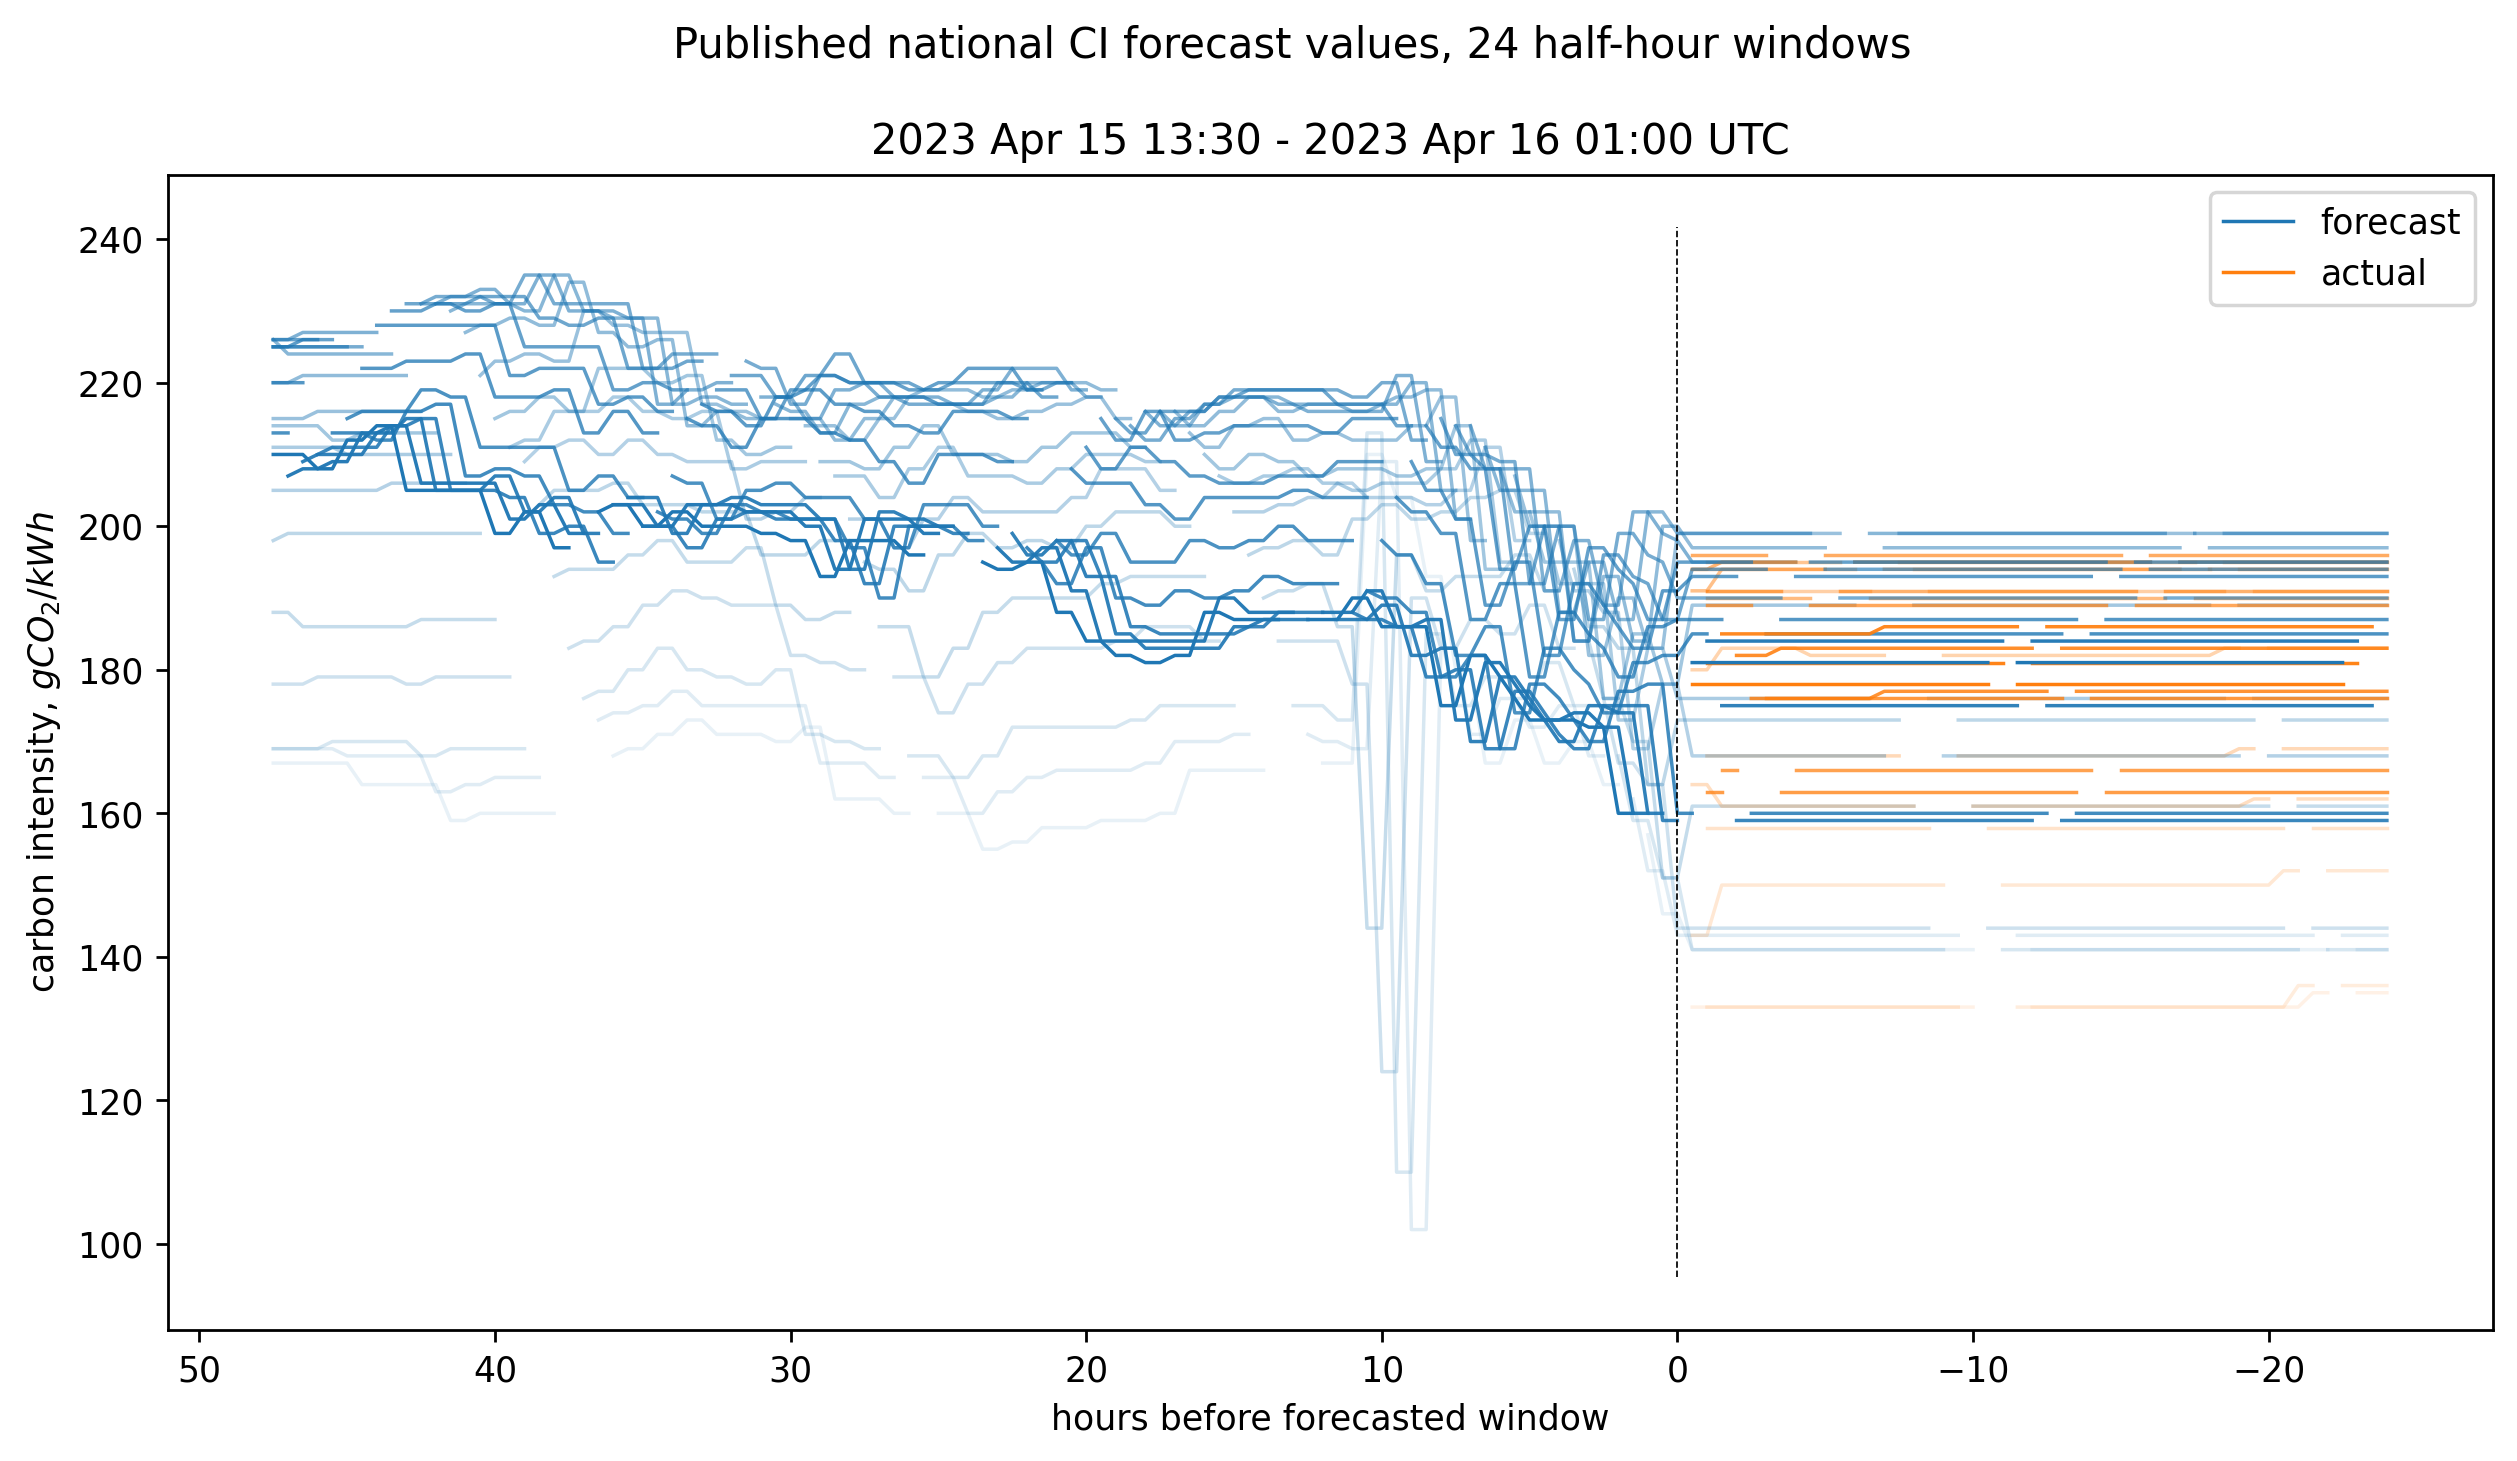 Published national CI forecast values, 24 half-hour windows
2023 Apr 15 13:30 - 2023 Apr 16 01:00 UTC
forecast
actual
240
220
200
180
160
140
120
100
carbon intensity, gCO₂/kWh
50 40 30 20 10 0 −10 −20
hours before forecasted window